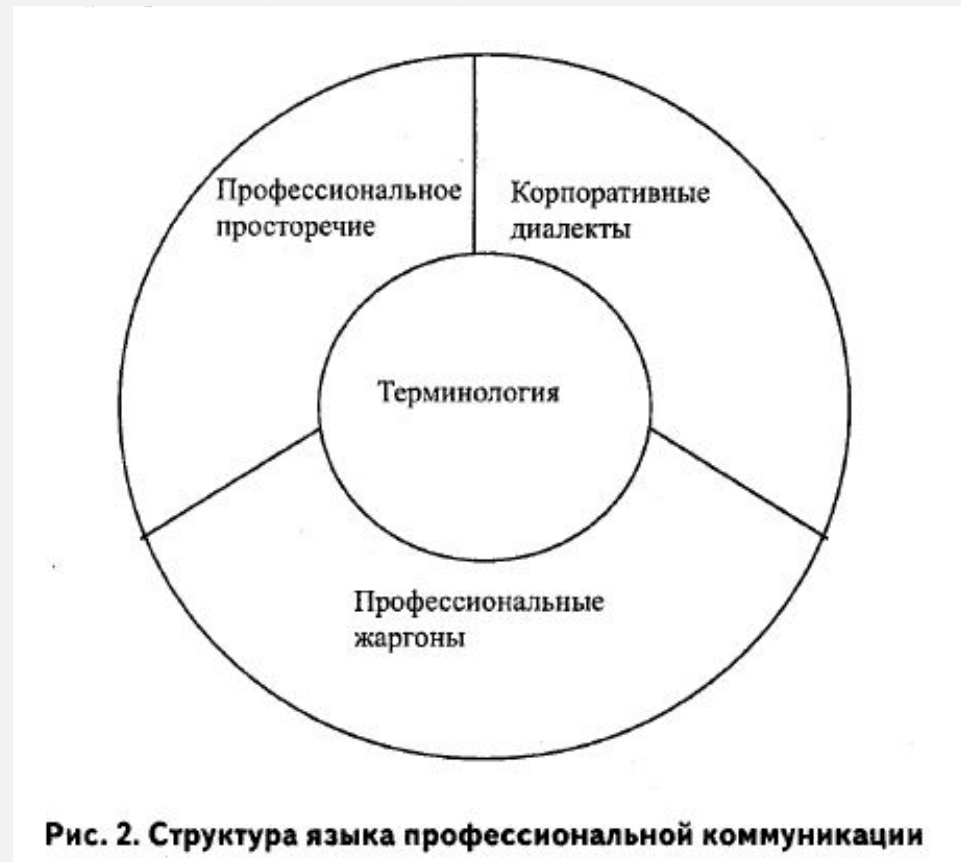 Профессиональное
просторечие
Корпоративные
диалекты
Терминология
Профессиональные
жаргоны
Рис. 2. Структура языка профессиональной коммуникации